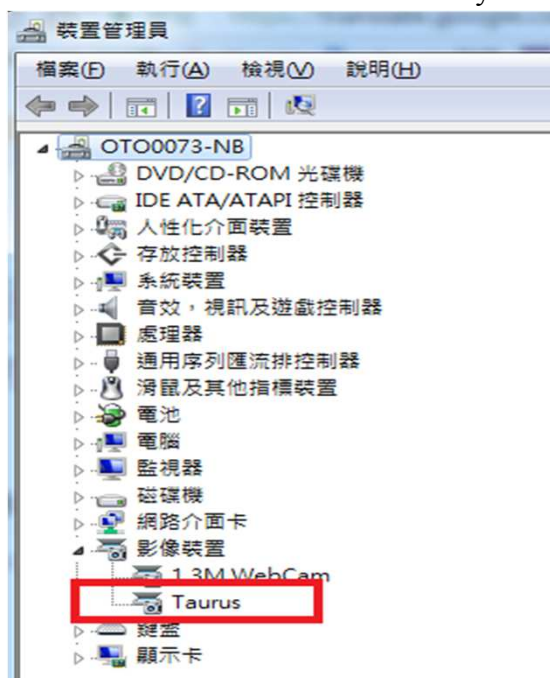 裝置管理員
檔案(F) 執行(A) 檢視(V) 說明(H)
OTO0073-NB
DVD/CD-ROM 光碟機
IDE ATA/ATAPI 控制器
人性化介面裝置
存放控制器
系統裝置
音效，視訊及遊戲控制器
處理器
通用序列匯流排控制器
滑鼠及其他指標裝置
電池
電腦
監視器
磁碟機
網路介面卡
影像裝置
1.3M WebCam
Taurus
鍵盤
顯示卡